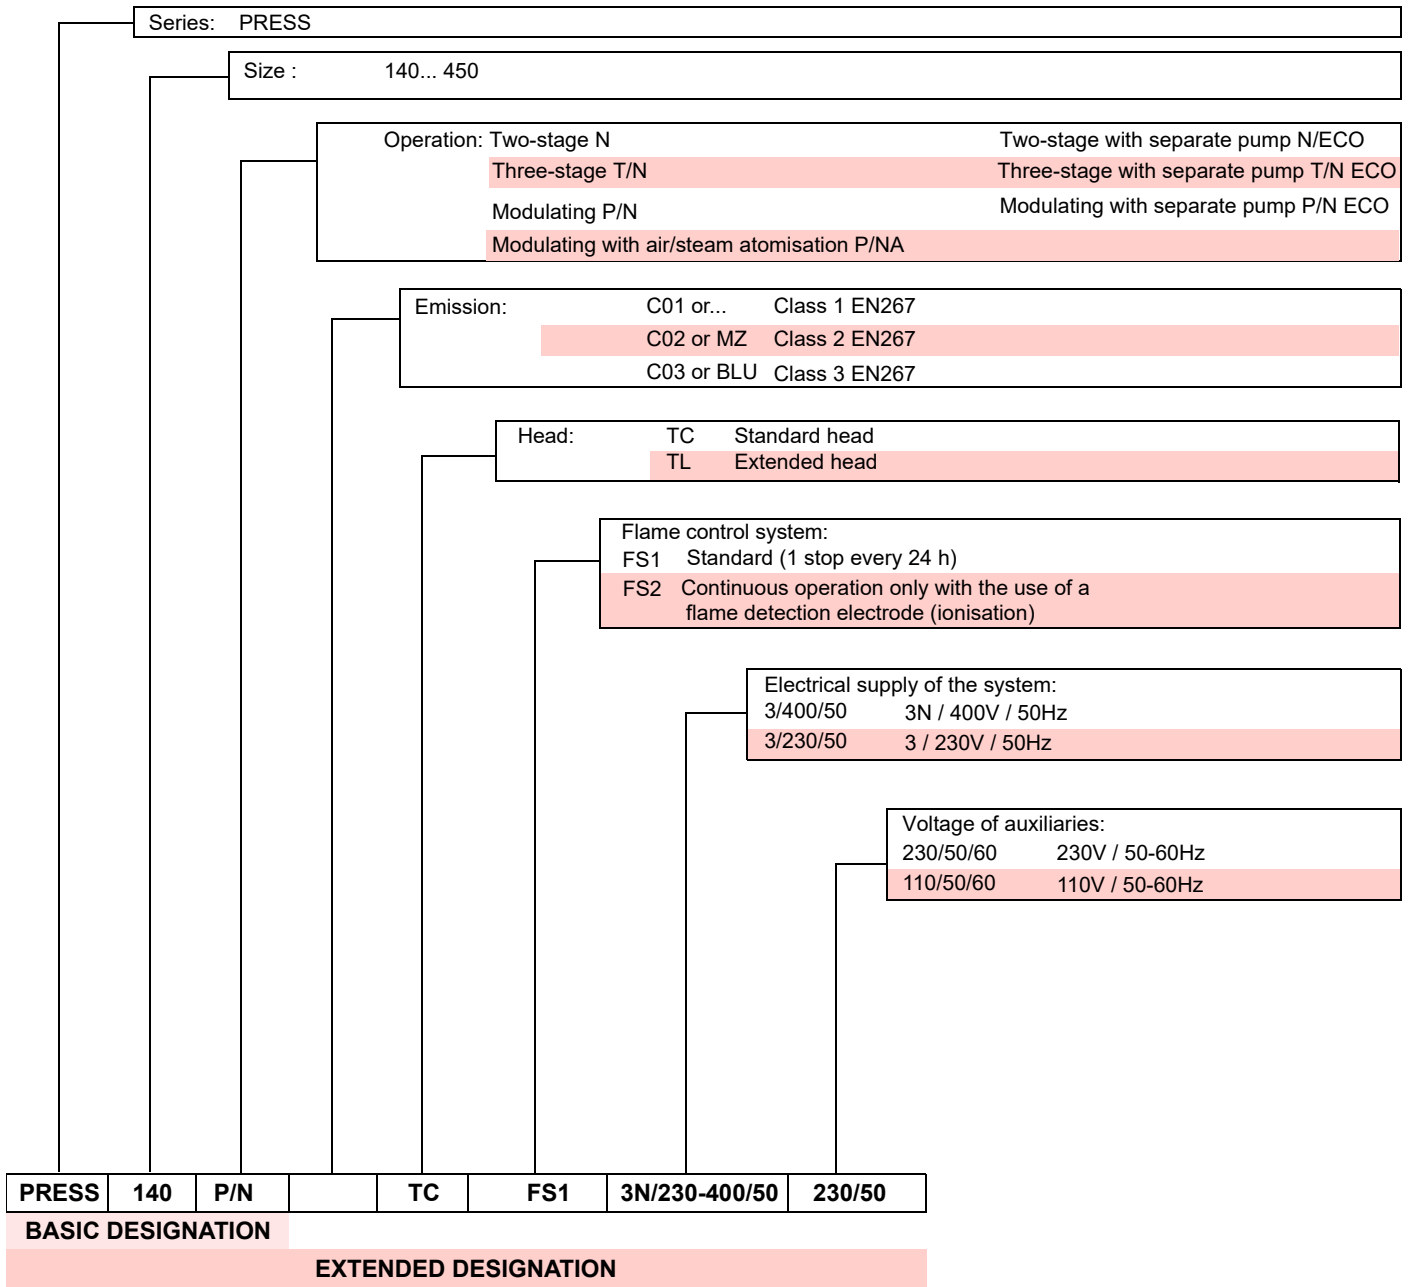 Series: PRESS
Size : 140... 450
Operation: Two-stage N Two-stage with separate pump N/ECO
Three-stage T/N Three-stage with separate pump T/N ECO
Modulating P/N Modulating with separate pump P/N ECO
Modulating with air/steam atomisation P/NA
Emission: C01 or... Class 1 EN267
C02 or MZ Class 2 EN267
C03 or BLU Class 3 EN267
Head: TC Standard head
TL Extended head
Flame control system:
FS1 Standard (1 stop every 24 h)
FS2 Continuous operation only with the use of a
flame detection electrode (ionisation)
Electrical supply of the system:
3/400/50 3N / 400V / 50Hz
3/230/50 3 / 230V / 50Hz
Voltage of auxiliaries:
230/50/60 230V / 50-60Hz
110/50/60 110V / 50-60Hz
PRESS 140 P/N TC FS1 3N/230-400/50 230/50
BASIC DESIGNATION
EXTENDED DESIGNATION